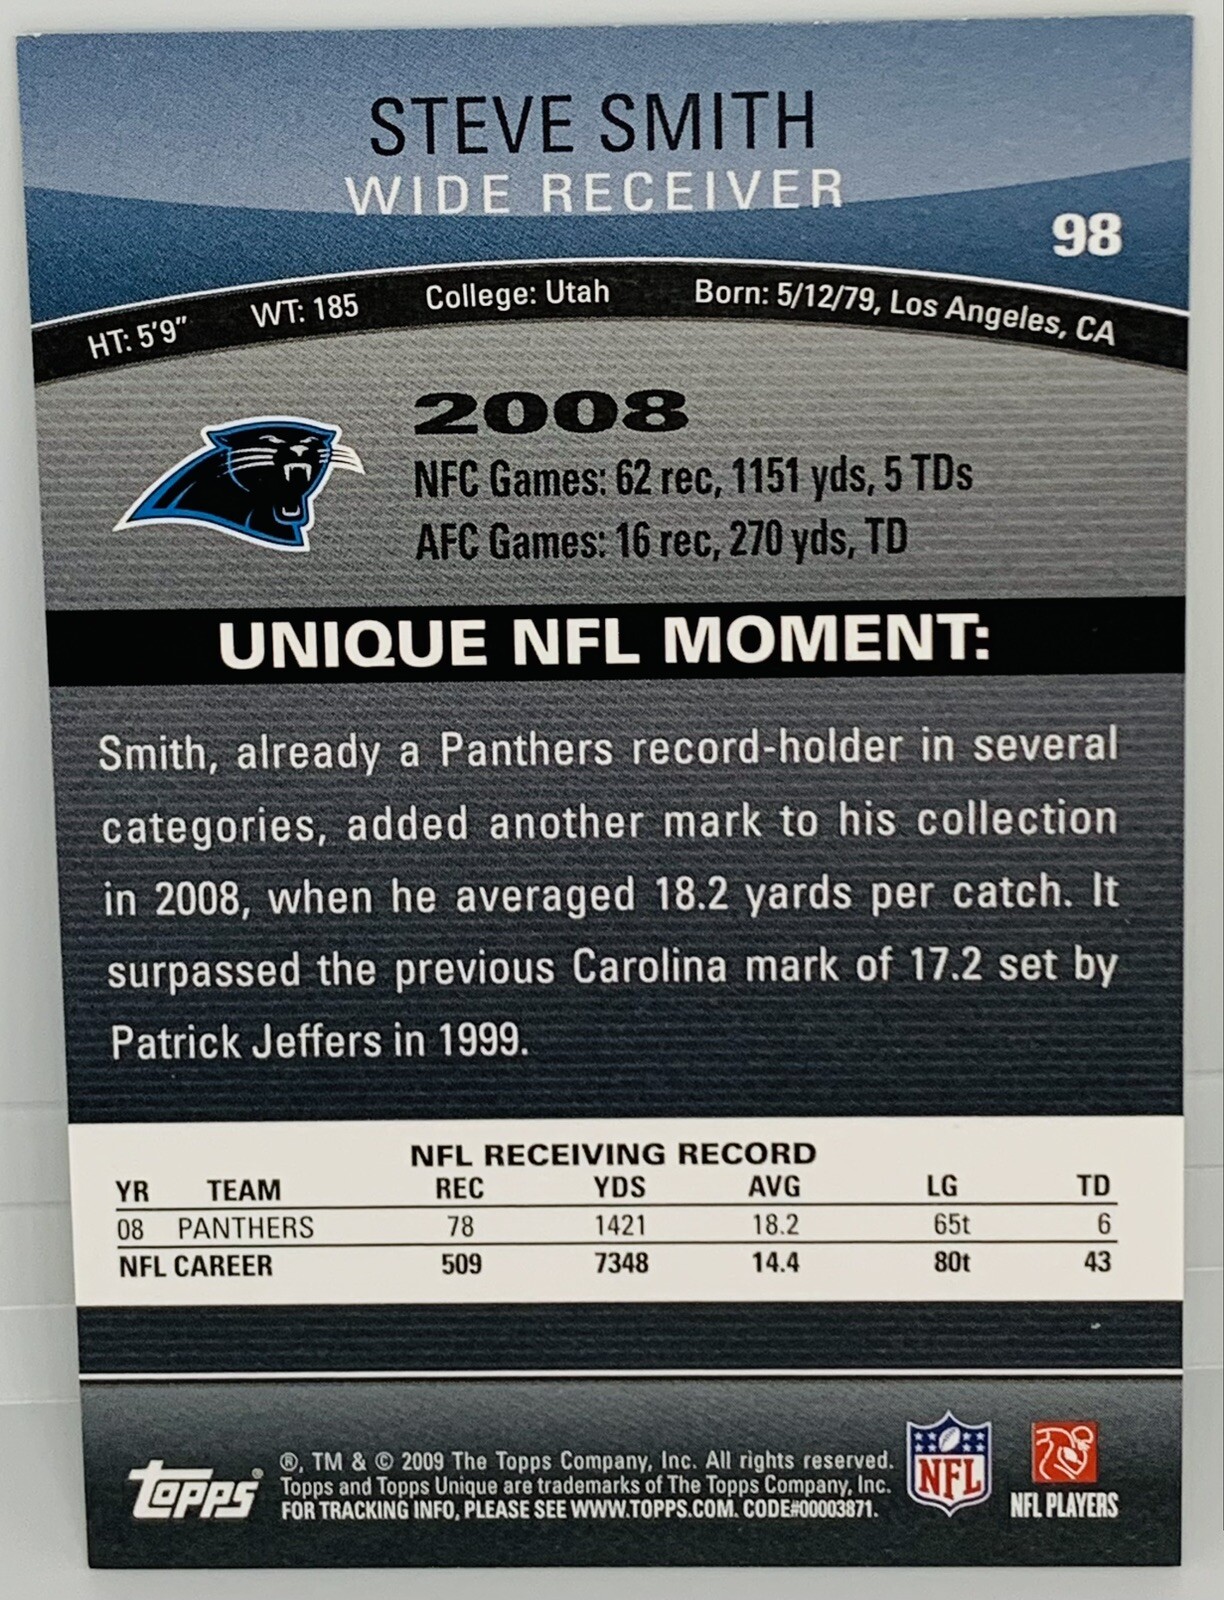 STEVE SMITH
WIDE RECEIVER
98
HT: 5'9" WT: 185 College: Utah Born: 5/12/79, Los Angeles, CA
2008
NFC Games: 62 rec, 1151 yds, 5 TDs
AFC Games: 16 rec, 270 yds, TD
UNIQUE NFL MOMENT:
Smith, already a Panthers record-holder in several
categories, added another mark to his collection
in 2008, when he averaged 18.2 yards per catch. It
surpassed the previous Carolina mark of 17.2 set by
Patrick Jeffers in 1999.
NFL RECEIVING RECORD
YR TEAM REC YDS AVG LG TD
08 PANTHERS 78 1421 18.2 65t 6
NFL CAREER 509 7348 14.4 80t 43
topps®
®, TM & © 2009 The Topps Company, Inc. All rights reserved.
Topps and Topps Unique are trademarks of The Topps Company, Inc.
FOR TRACKING INFO, PLEASE SEE WWW.TOPPS.COM. CODE#00003871.
NFL
NFL PLAYERS